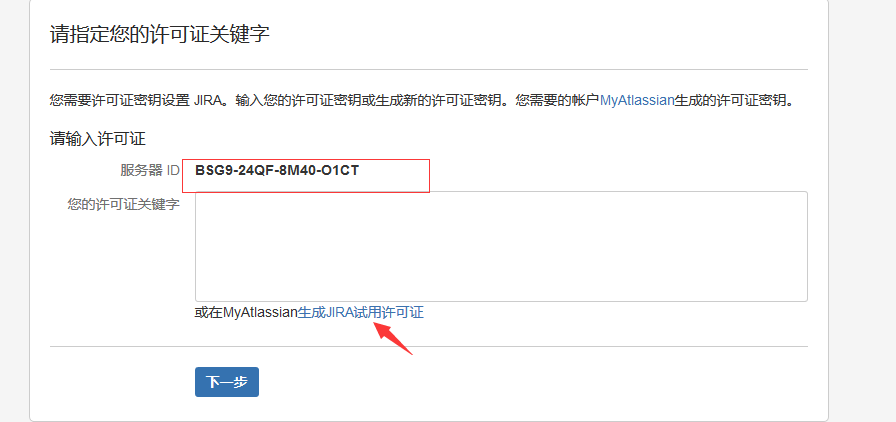 请指定您的许可证关键字
您需要许可证密钥设置 JIRA。输入您的许可证密钥或生成新的许可证密钥。您需要的帐户MyAtlassian生成的许可证密钥。
请输入许可证
服务器 ID BSG9-24QF-8M40-O1CT
您的许可证关键字
或在MyAtlassian生成JIRA试用许可证
下一步